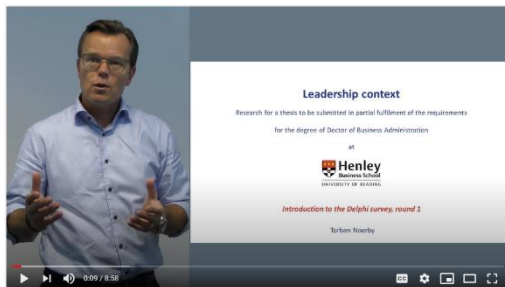 Leadership context
Research for a thesis to be submitted in partial fulfilment of the requirements
for the degree of Doctor of Business Administration
at
Henley
Business School
UNIVERSITY OF READING
Introduction to the Delphi survey, round 1
Torben Noerby
0:09 / 8:58
CC